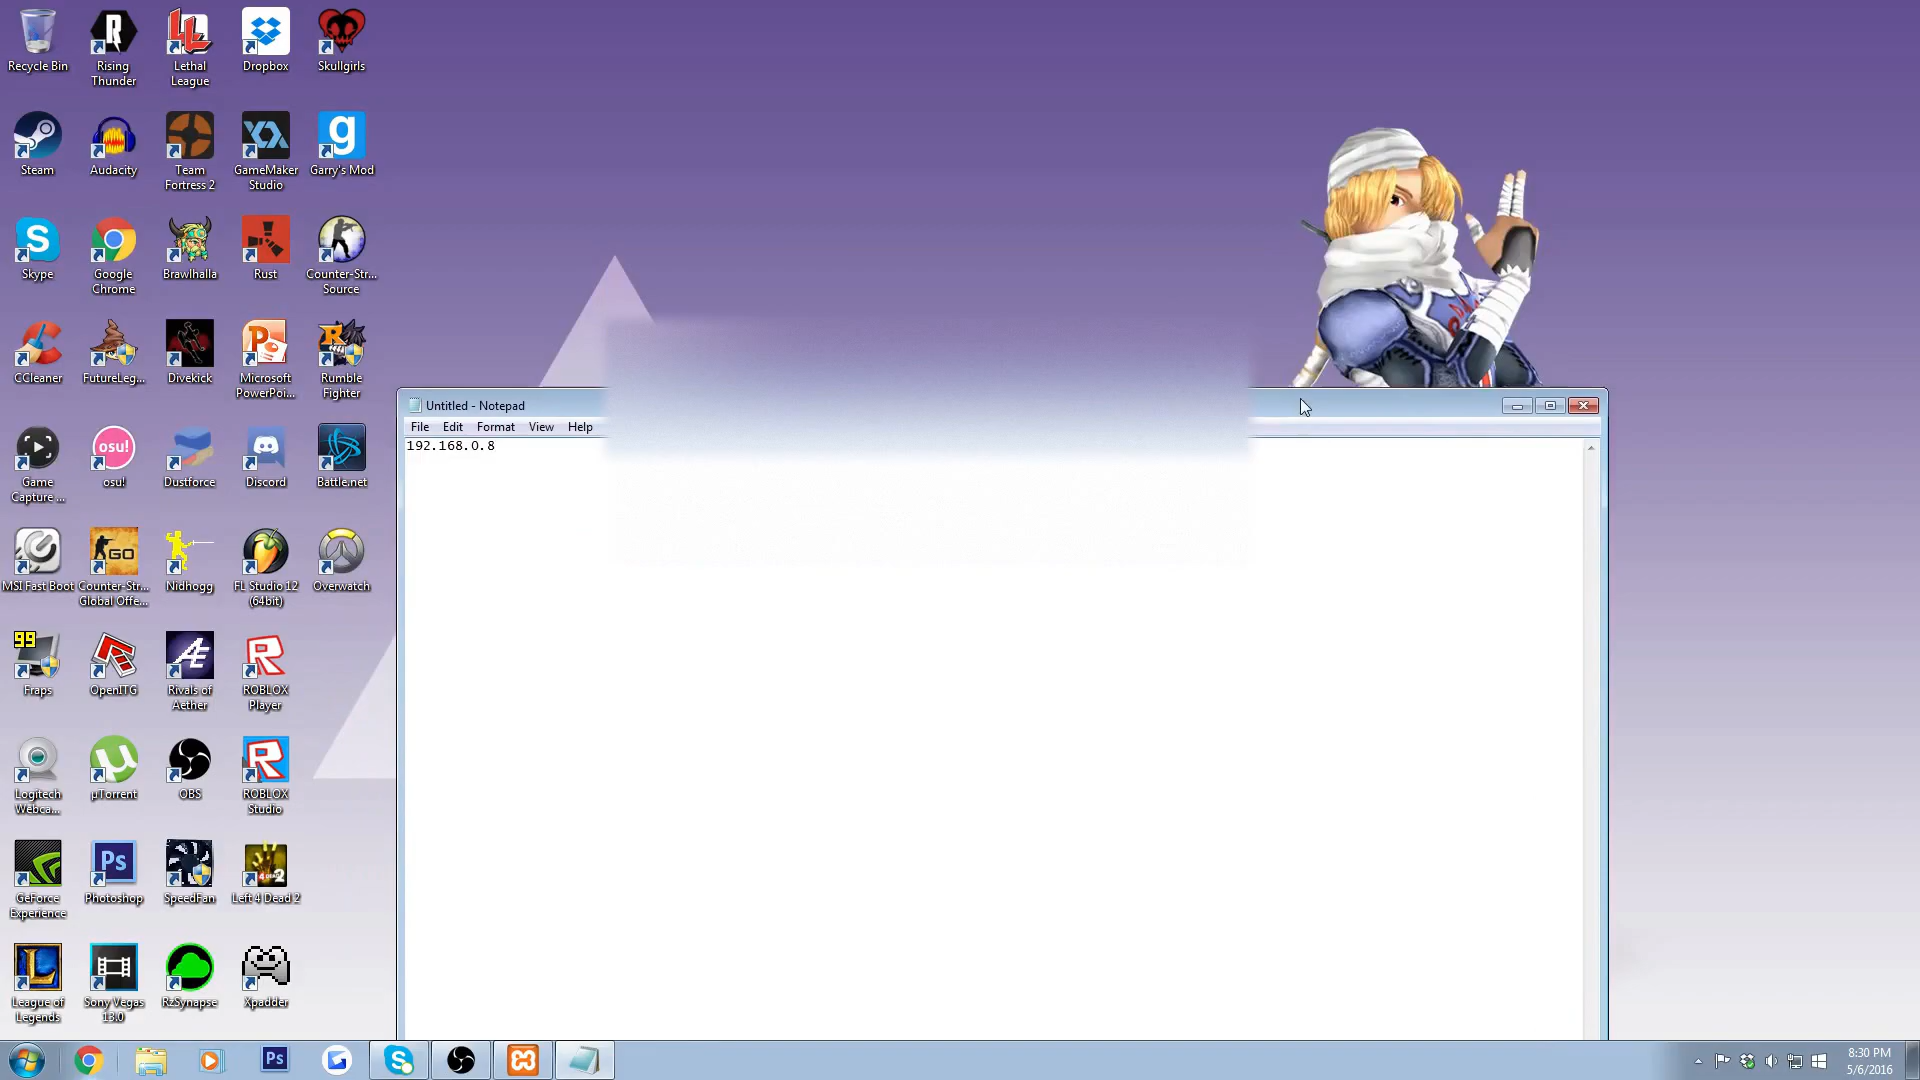 Recycle Bin
Rising
Thunder
Lethal
League
Dropbox
Skullgirls
Steam
Audacity
Team
Fortress 2
GameMaker
Studio
g
Garry's Mod
S
Skype
Google
Chrome
Brawlhalla
Rust
Counter-Str...
Source
CCleaner
FutureLeg...
Divekick
Microsoft
PowerPoi...
Rumble
Fighter
Game
Capture ...
osu!
osu!
Dustforce
Discord
Battle.net
MSI Fast Boot
GO
Counter-Str...
Global Offe...
Nidhogg
FL Studio 12
(64bit)
Overwatch
99
Fraps
OpenITG
Rivals of
Aether
ROBLOX
Player
Logitech
Webca...
µTorrent
OBS
ROBLOX
Studio
GeForce
Experience
Ps
Photoshop
SpeedFan
Left 4 Dead 2
League of
Legends
Sony Vegas
13.0
RzSynapse
Xpadder
Untitled - Notepad
File Edit Format View Help
192.168.0.8
Ps
8:30 PM
5/6/2016